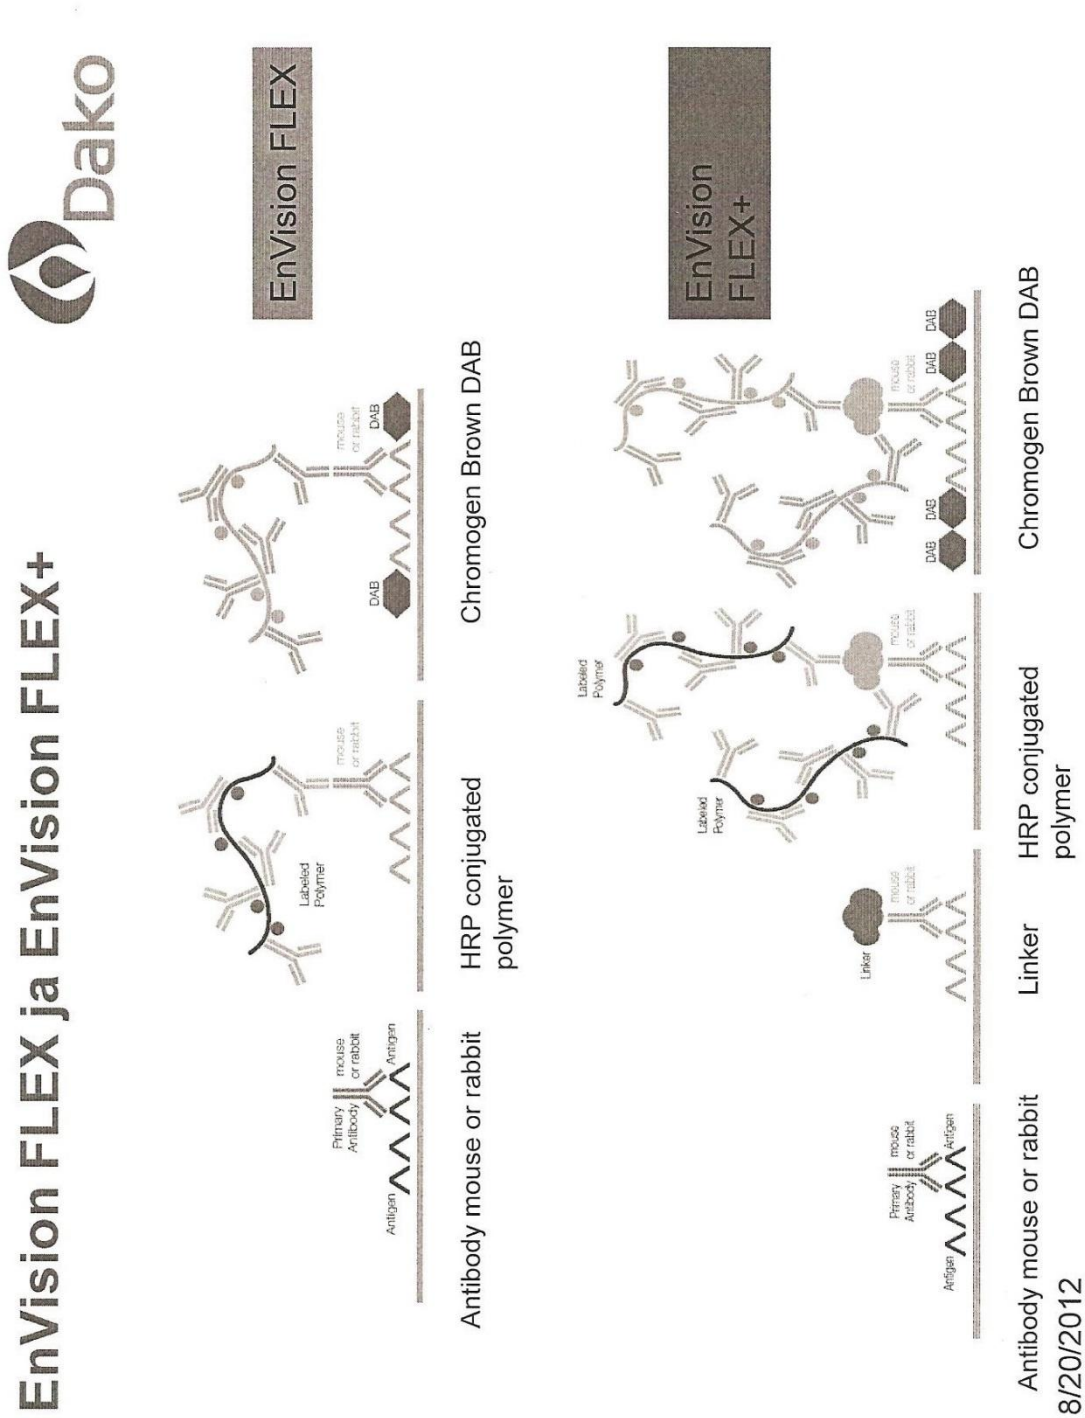 EnVision FLEX ja EnVision FLEX+
Dako
EnVision FLEX
Antigen
Primary
Antibody
mouse
or rabbit
Antigen
Labeled
Polymer
mouse
or rabbit
DAB
mouse
or rabbit
DAB
Antibody mouse or rabbit
HRP conjugated
polymer
Chromogen Brown DAB
EnVision
FLEX+
Antigen
Primary
Antibody
mouse
or rabbit
Antigen
Linker
mouse
or rabbit
Labeled
Polymer
Labeled
Polymer
mouse
or rabbit
DAB
DAB
mouse
or rabbit
DAB
DAB
Antibody mouse or rabbit
Linker
HRP conjugated
polymer
Chromogen Brown DAB
8/20/2012